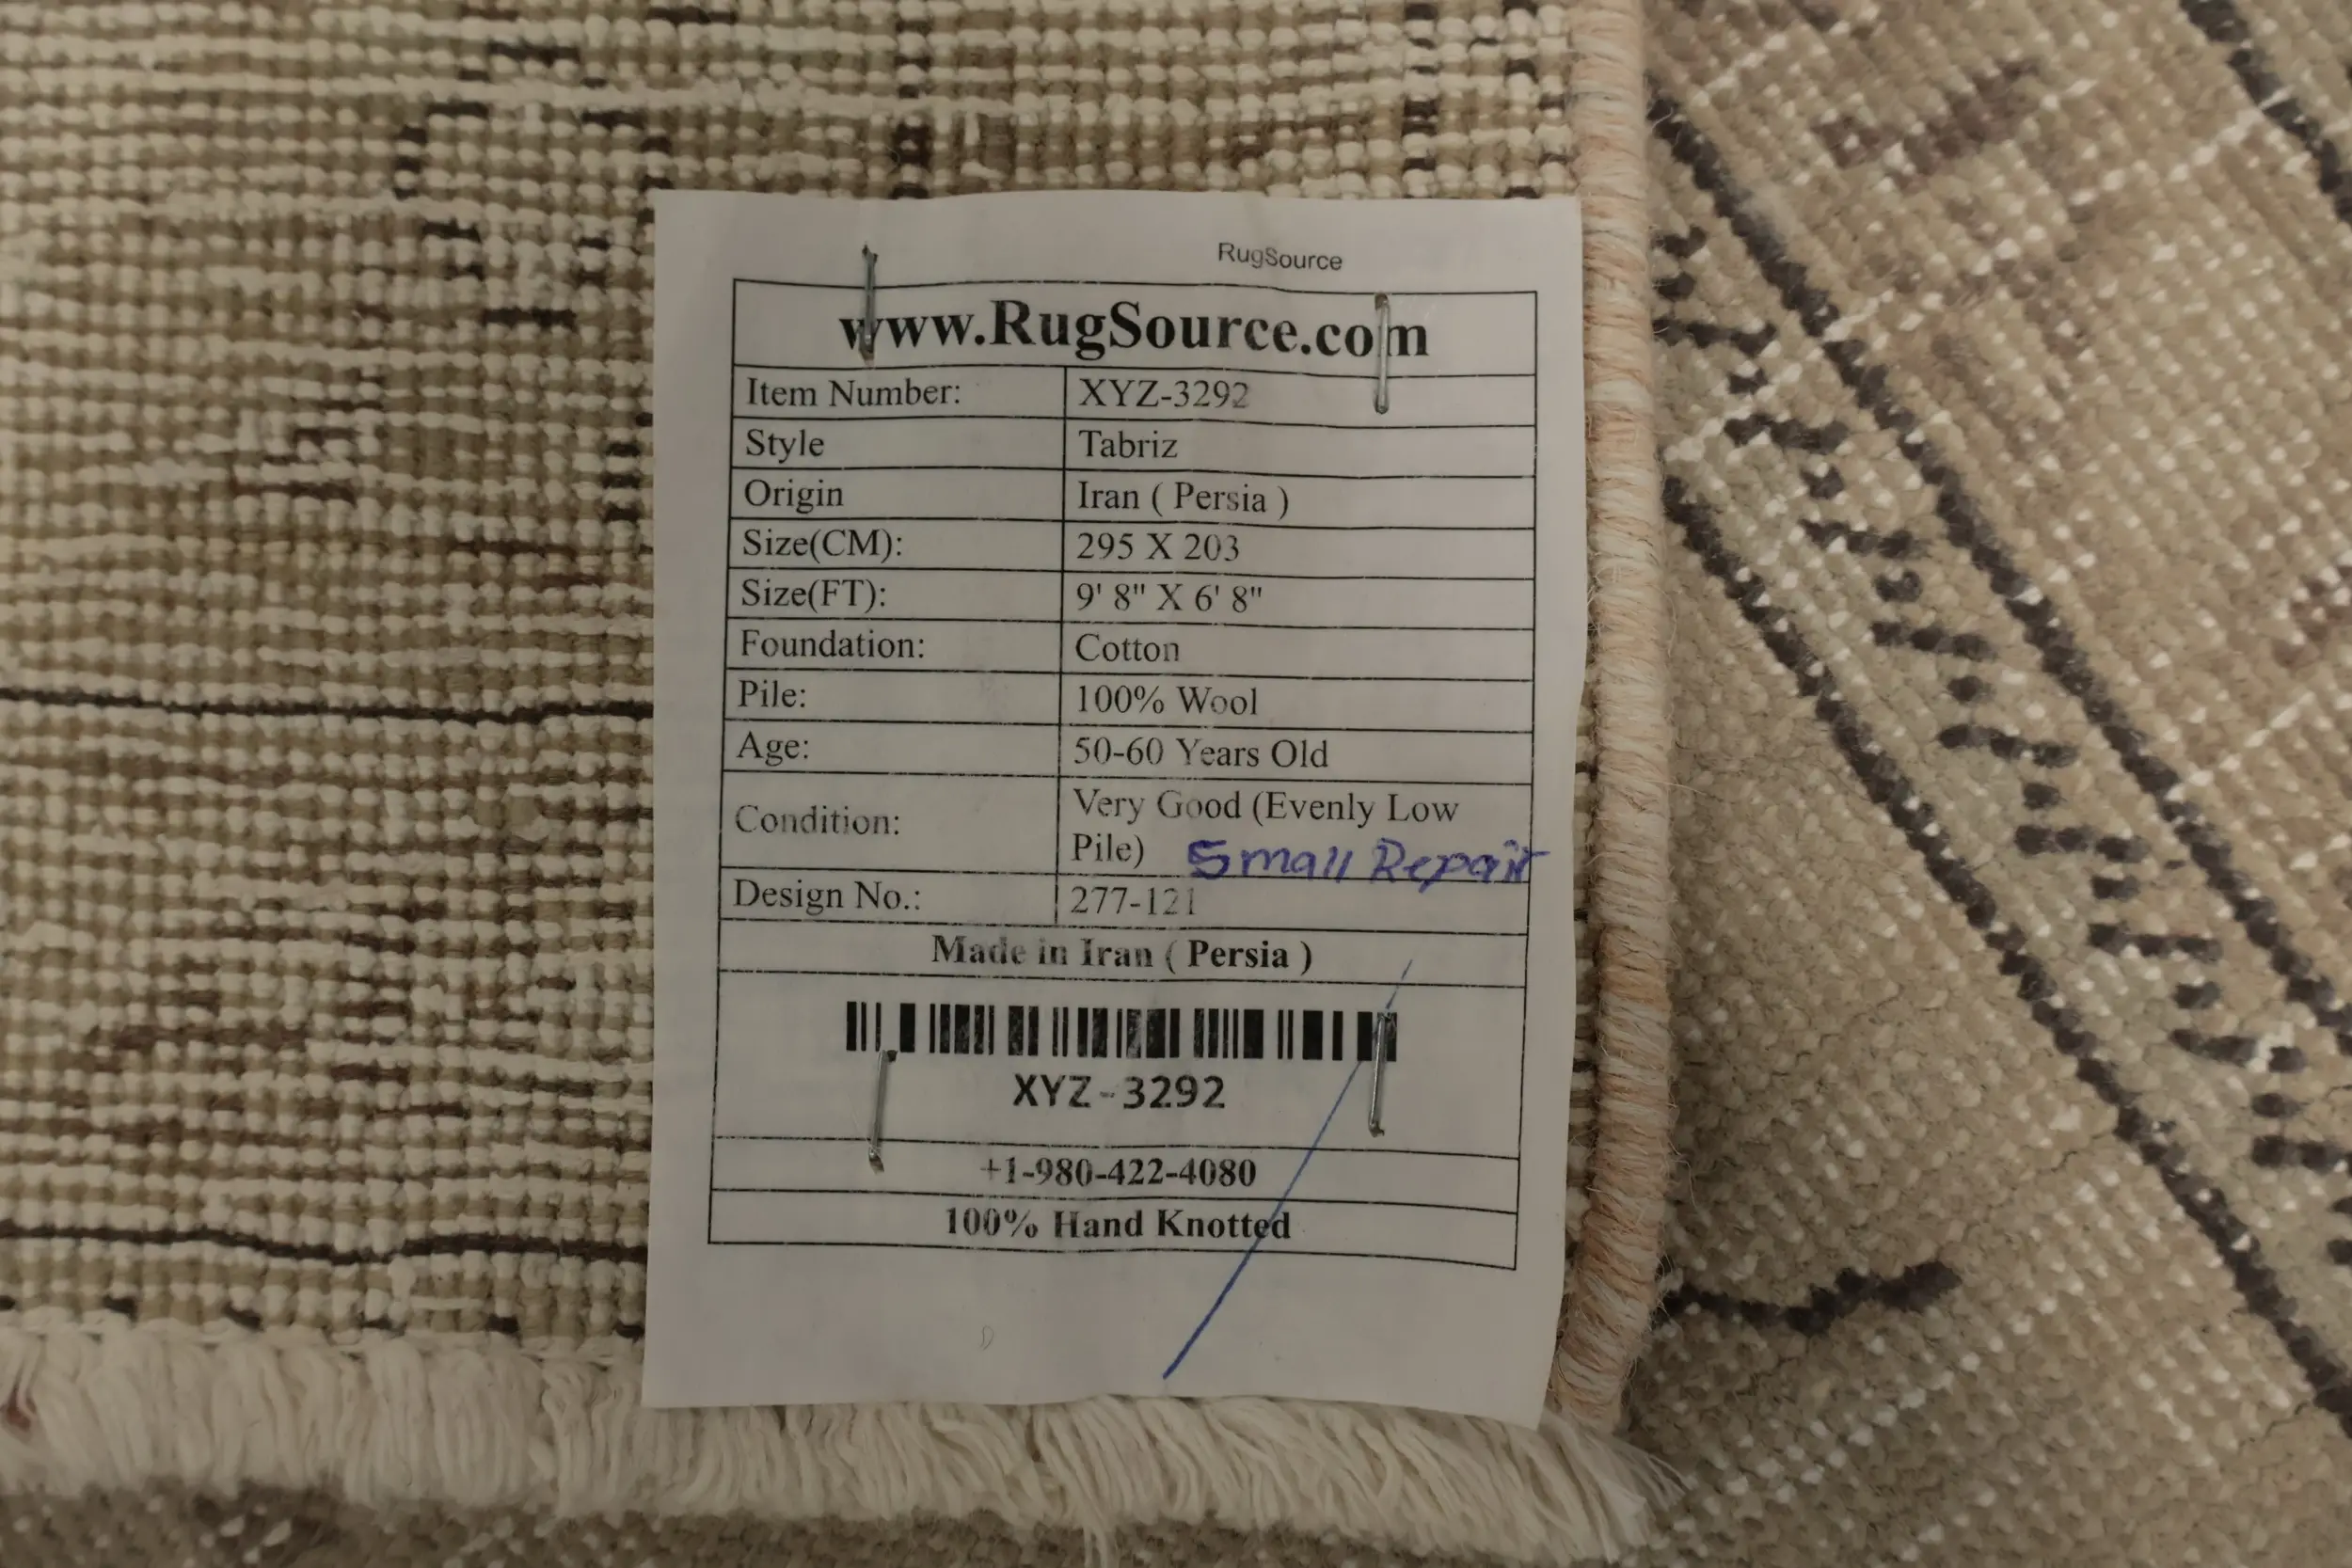 RugSource
www.RugSource.com
Item Number: XYZ-3292
Style Tabriz
Origin Iran ( Persia )
Size(CM): 295 X 203
Size(FT): 9' 8" X 6' 8"
Foundation: Cotton
Pile: 100% Wool
Age: 50-60 Years Old
Condition: Very Good (Evenly Low
Pile) Small Repair
Design No.: 277-121
Made in Iran ( Persia )
XYZ-3292
+1-980-422-4080
100% Hand Knotted
D